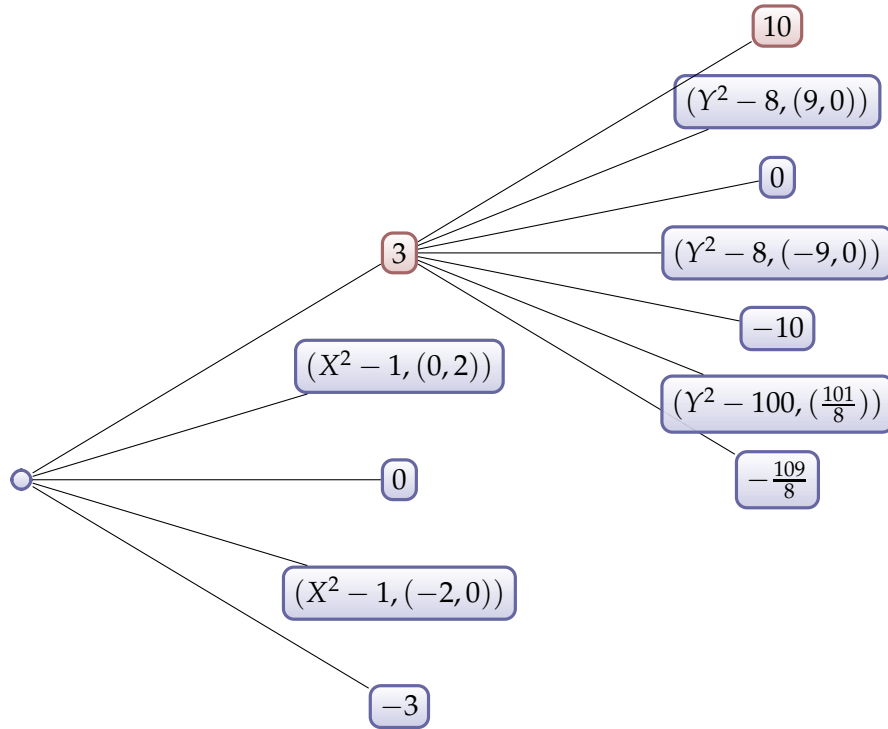 10
(Y² − 8, (9, 0))
0
(Y² − 8, (−9, 0))
3
−10
(X² − 1, (0, 2))
(Y² − 100, (101/8))
0
−109/8
(X² − 1, (−2, 0))
−3